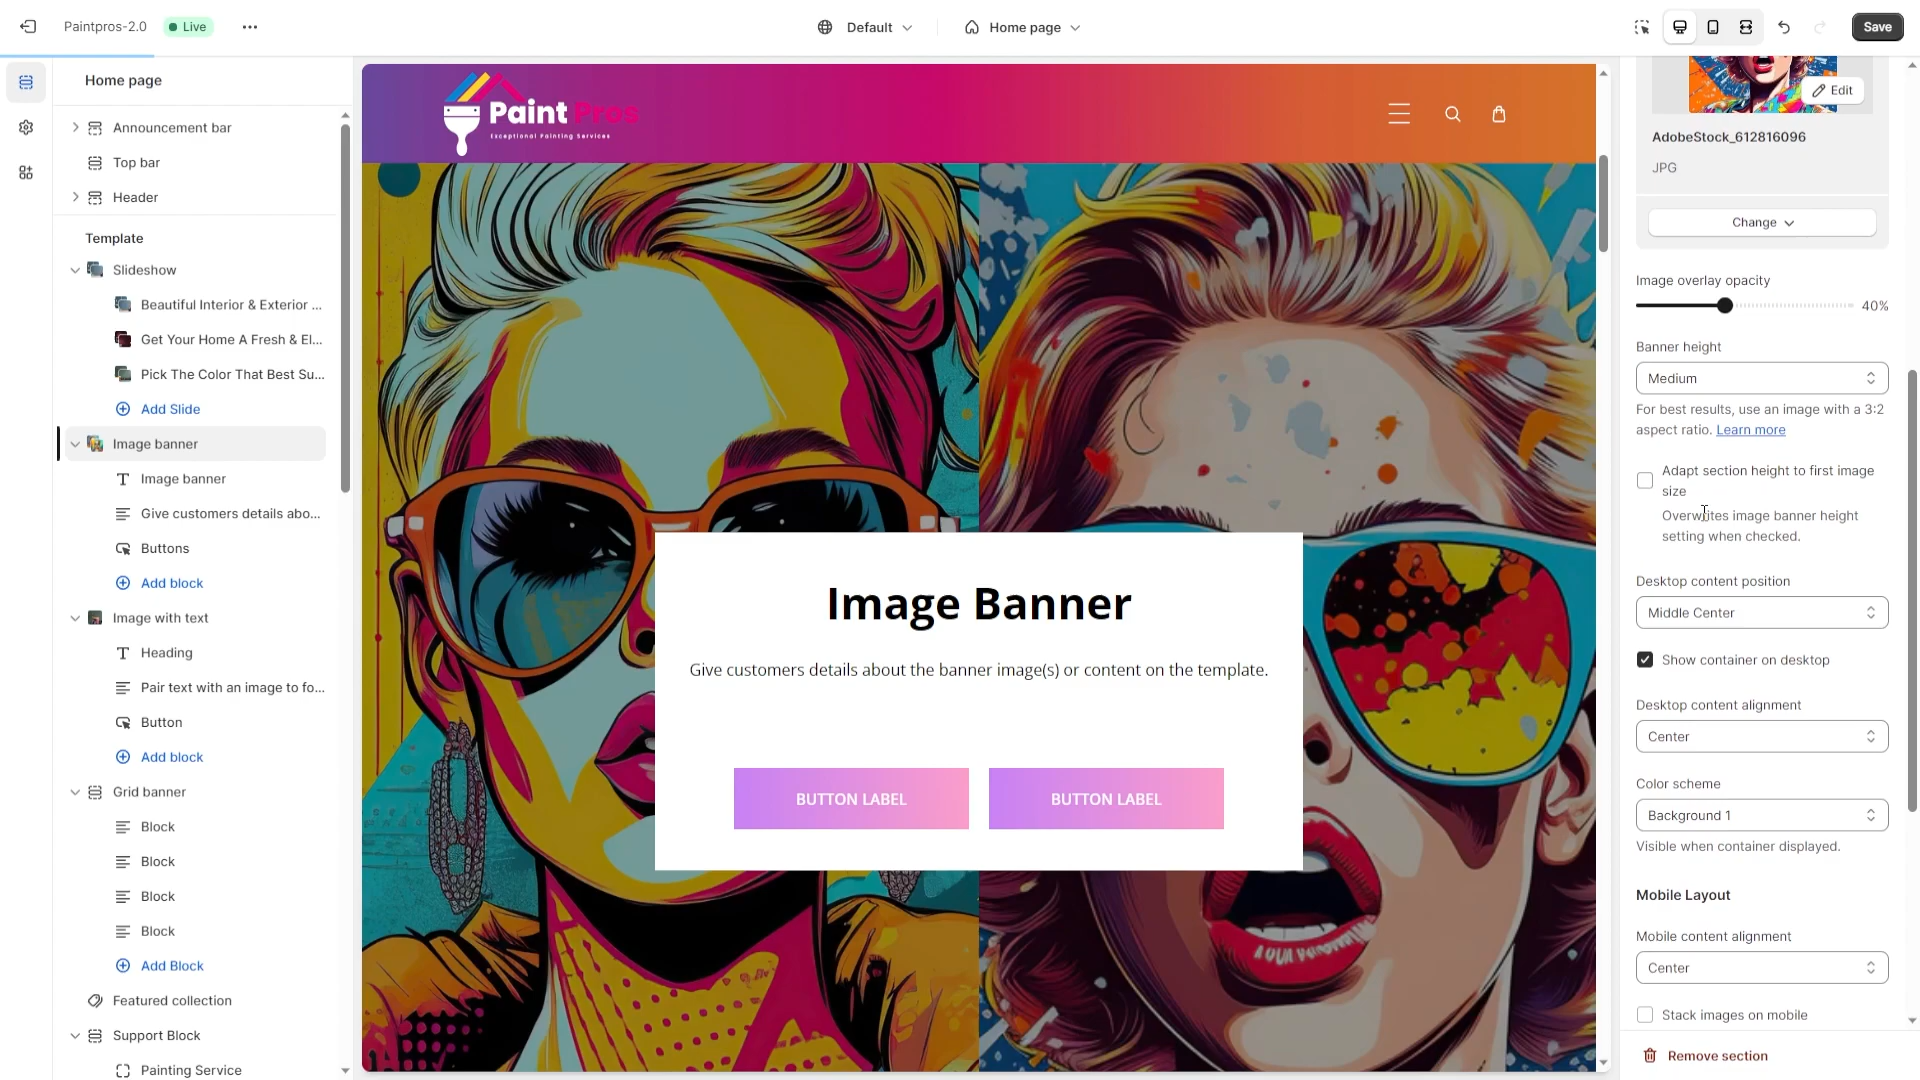 Paintpros-2.0
Live
Default
Home page
Save
Home page
Announcement bar
Top bar
Header
Template
Slideshow
Beautiful Interior & Exterior ...
Get Your Home A Fresh & El...
Pick The Color That Best Su...
Add Slide
Image banner
Image banner
Give customers details abo...
Buttons
Add block
Image with text
Heading
Pair text with an image to fo...
Button
Add block
Grid banner
Block
Block
Block
Block
Add Block
Featured collection
Support Block
Painting Service
Paint Pros
Exceptional Painting Services
Image Banner
Give customers details about the banner image(s) or content on the template.
BUTTON LABEL
BUTTON LABEL
Edit
AdobeStock_612816096
JPG
Change
Image overlay opacity
40%
Banner height
Medium
For best results, use an image with a 3:2
aspect ratio. Learn more
Adapt section height to first image
size
Overwrites image banner height
setting when checked.
Desktop content position
Middle Center
Show container on desktop
Desktop content alignment
Center
Color scheme
Background 1
Visible when container displayed.
Mobile Layout
Mobile content alignment
Center
Stack images on mobile
Remove section